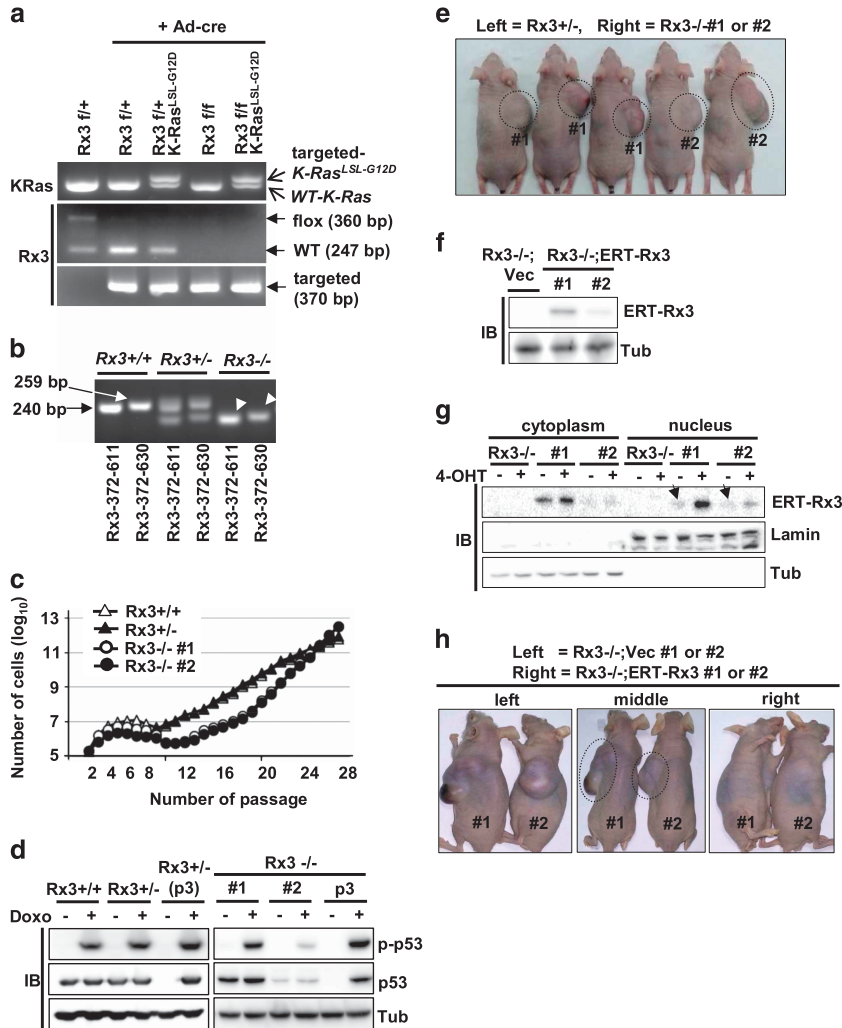 a
+ Ad-cre
Rx3 f/+
Rx3 f/+
Rx3 f/+
K-RasLSL-G12D
Rx3 f/f
Rx3 f/f
K-RasLSL-G12D
KRas
targeted-
K-RasLSL-G12D
WT-K-Ras
Rx3
flox (360 bp)
WT (247 bp)
targeted
(370 bp)
b
Rx3+/+ Rx3+/- Rx3-/-
259 bp
240 bp
Rx3-372-611
Rx3-372-630
Rx3-372-611
Rx3-372-630
Rx3-372-611
Rx3-372-630
c
Number of cells (log10)
13
11
9
7
5
Rx3+/+
Rx3+/-
Rx3-/- #1
Rx3-/- #2
2 4 6 8 12 16 20 24 28
Number of passage
d
Rx3+/+ Rx3+/- Rx3+/- (p3) Rx3 -/-
#1 #2 p3
Doxo - + - + - + - + - + - +
IB
p-p53
p53
Tub
e
Left = Rx3+/-, Right = Rx3-/-#1 or #2
#1 #1 #1 #2 #2
f
Rx3-/-;
Vec
Rx3-/-;ERT-Rx3
#1 #2
IB
ERT-Rx3
Tub
g
cytoplasm nucleus
Rx3-/- #1 #2 Rx3-/- #1 #2
4-OHT - + - + - + - + - + - +
IB
ERT-Rx3
Lamin
Tub
h
Left = Rx3-/-;Vec #1 or #2
Right = Rx3-/-;ERT-Rx3 #1 or #2
left middle right
#1 #2 #1 #2 #1 #2